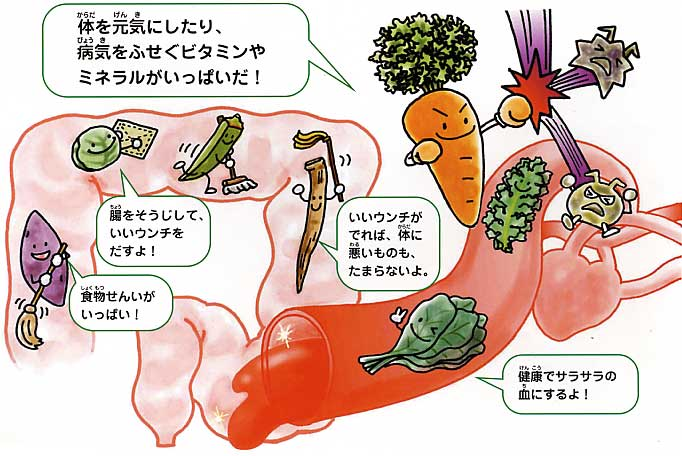 体を元気にしたり、
病気をふせぐビタミンや
ミネラルがいっぱいだ！
腸をそうじして、
いいウンチを
だすよ！
いいウンチが
でれば、体に
悪いものも、
たまらないよ。
食物せんいが
いっぱい！
健康でサラサラの
血にするよ！